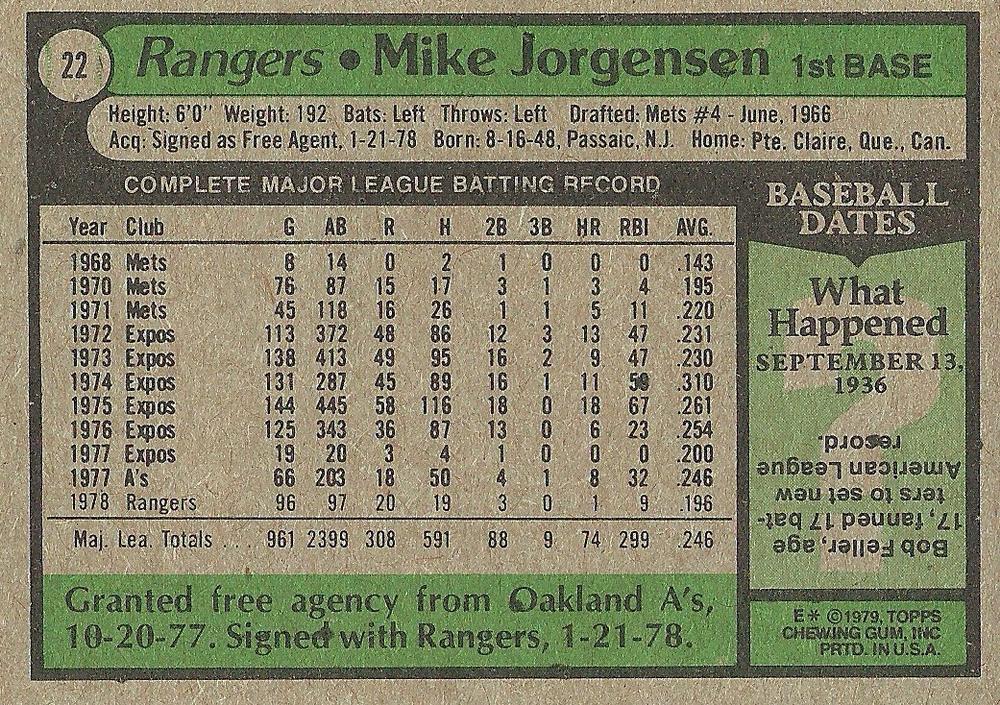 22
Rangers • Mike Jorgensen 1st BASE
Height: 6'0" Weight: 192 Bats: Left Throws: Left Drafted: Mets #4 - June, 1966
Acq: Signed as Free Agent, 1-21-78 Born: 8-16-48, Passaic, N.J. Home: Pte. Claire, Que., Can.
COMPLETE MAJOR LEAGUE BATTING RECORD
Year Club G AB R H 2B 3B HR RBI AVG.
1968 Mets 8 14 0 2 1 0 0 0 .143
1970 Mets 76 87 15 17 3 1 3 4 .195
1971 Mets 45 118 16 26 1 1 5 11 .220
1972 Expos 113 372 48 86 12 3 13 47 .231
1973 Expos 138 413 49 95 16 2 9 47 .230
1974 Expos 131 287 45 89 16 1 11 59 .310
1975 Expos 144 445 58 116 18 0 18 67 .261
1976 Expos 125 343 36 87 13 0 6 23 .254
1977 Expos 19 20 3 4 1 0 0 0 .200
1977 A's 66 203 18 50 4 1 8 32 .246
1978 Rangers 96 97 20 19 3 0 1 9 .196
Maj. Lea. Totals . . 961 2399 308 591 88 9 74 299 .246
Granted free agency from Oakland A's,
10-20-77. Signed with Rangers, 1-21-78.
BASEBALL
DATES
What
Happened
SEPTEMBER 13,
1936
?
Bob Feller, age
17, fanned 17 bat-
ters to set new
American League
record.
E* ©1979, TOPPS
CHEWING GUM, INC
PRTD. IN U.S.A.